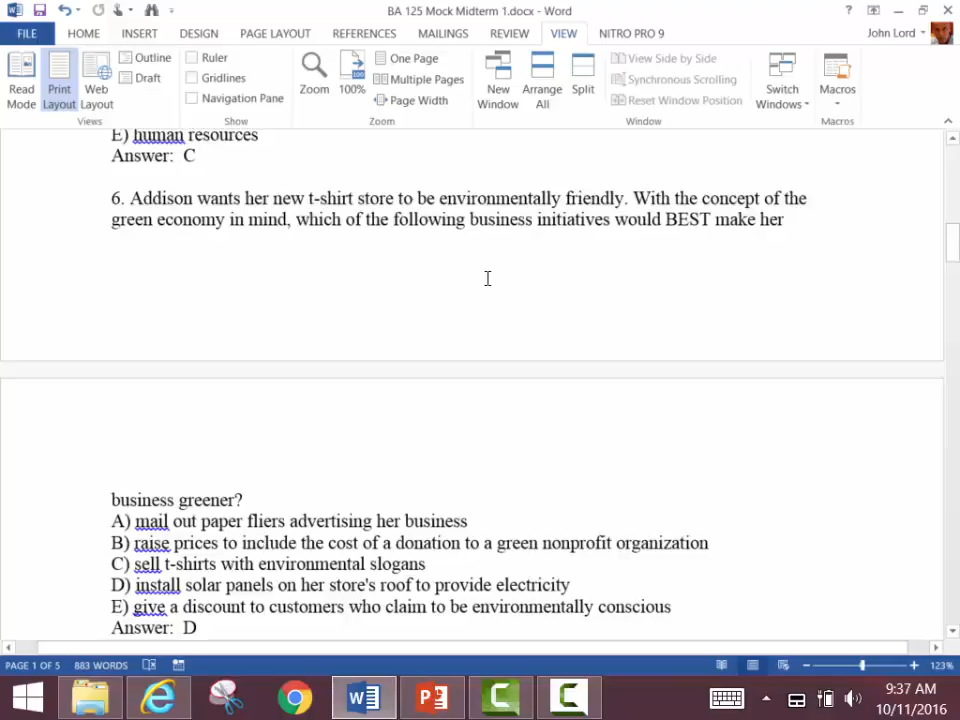 BA 125 Mock Midterm 1.docx - Word
FILE HOME INSERT DESIGN PAGE LAYOUT REFERENCES MAILINGS REVIEW VIEW NITRO PRO 9 John Lord
Read Mode
Print Layout
Web Layout
Outline
Draft
Views
Ruler
Gridlines
Navigation Pane
Show
Zoom
100%
One Page
Multiple Pages
Page Width
Zoom
New Window
Arrange All
Split
View Side by Side
Synchronous Scrolling
Reset Window Position
Window
Switch Windows
Macros
Macros
E) human resources
Answer: C
6. Addison wants her new t-shirt store to be environmentally friendly. With the concept of the
green economy in mind, which of the following business initiatives would BEST make her
business greener?
A) mail out paper fliers advertising her business
B) raise prices to include the cost of a donation to a green nonprofit organization
C) sell t-shirts with environmental slogans
D) install solar panels on her store's roof to provide electricity
E) give a discount to customers who claim to be environmentally conscious
Answer: D
PAGE 1 OF 5 883 WORDS 123%
9:37 AM
10/11/2016